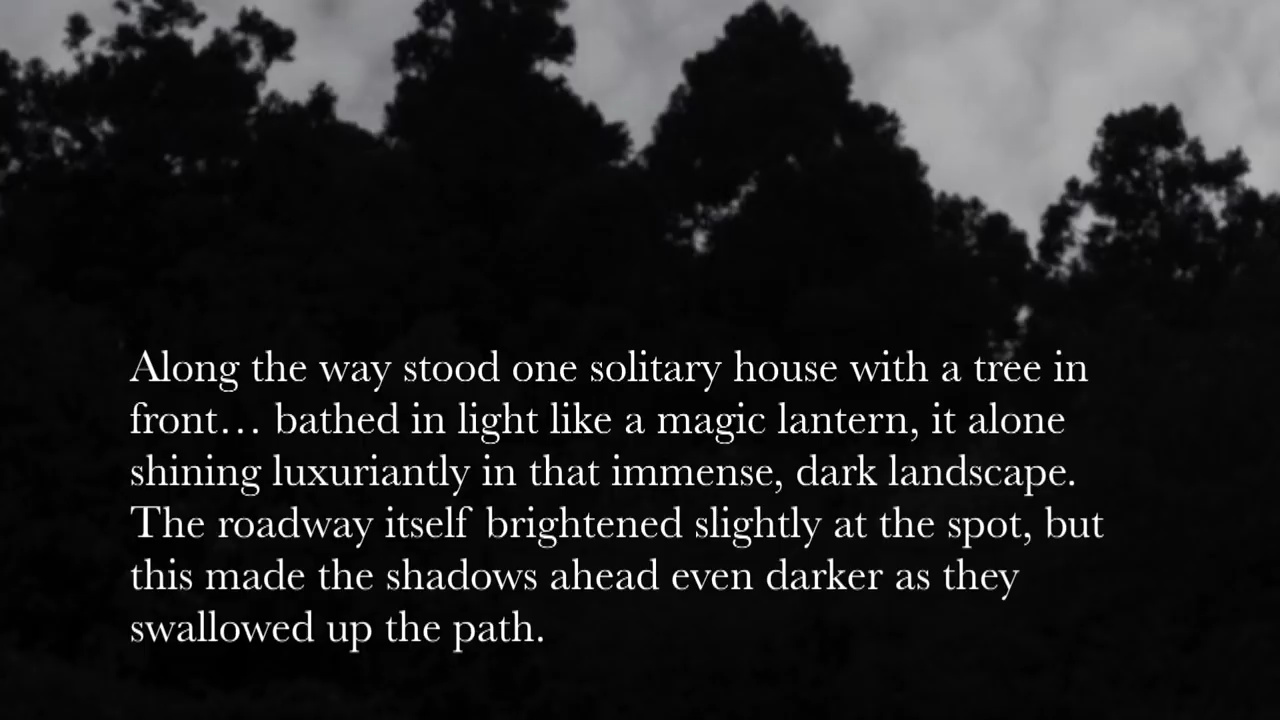 Along the way stood one solitary house with a tree in
front… bathed in light like a magic lantern, it alone
shining luxuriantly in that immense, dark landscape.
The roadway itself brightened slightly at the spot, but
this made the shadows ahead even darker as they
swallowed up the path.